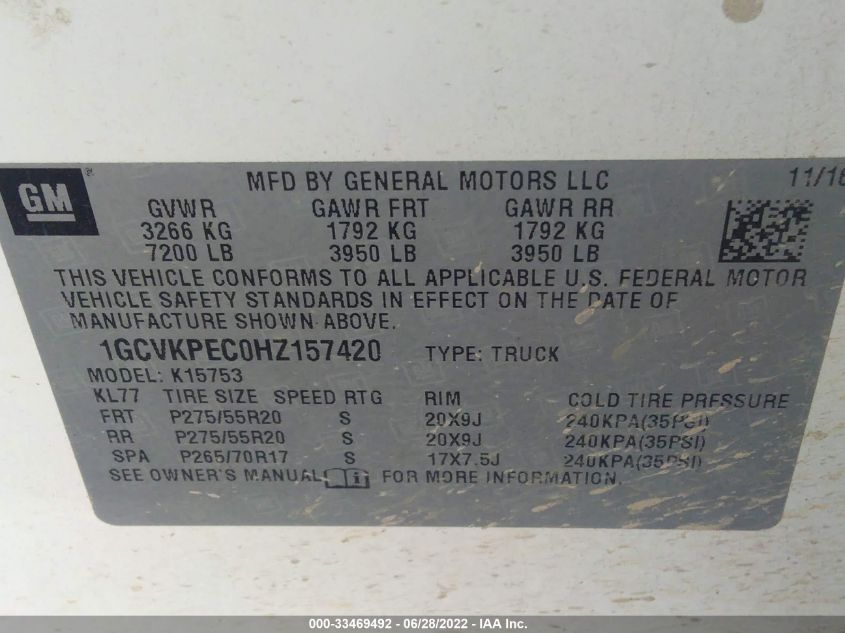 GM ®
MFD BY GENERAL MOTORS LLC 11/16
GVWR GAWR FRT GAWR RR
3266 KG 1792 KG 1792 KG
7200 LB 3950 LB 3950 LB
THIS VEHICLE CONFORMS TO ALL APPLICABLE U.S. FEDERAL MOTOR
VEHICLE SAFETY STANDARDS IN EFFECT ON THE DATE OF
MANUFACTURE SHOWN ABOVE.
1GCVKPEC0HZ157420 TYPE: TRUCK
MODEL: K15753
KL77 TIRE SIZE SPEED RTG RIM COLD TIRE PRESSURE
FRT P275/55R20 S 20X9J 240KPA(35PSI)
RR P275/55R20 S 20X9J 240KPA(35PSI)
SPA P265/70R17 S 17X7.5J 240KPA(35PSI)
SEE OWNER'S MANUAL FOR MORE INFORMATION.
000-33469492 - 06/28/2022 - IAA Inc.